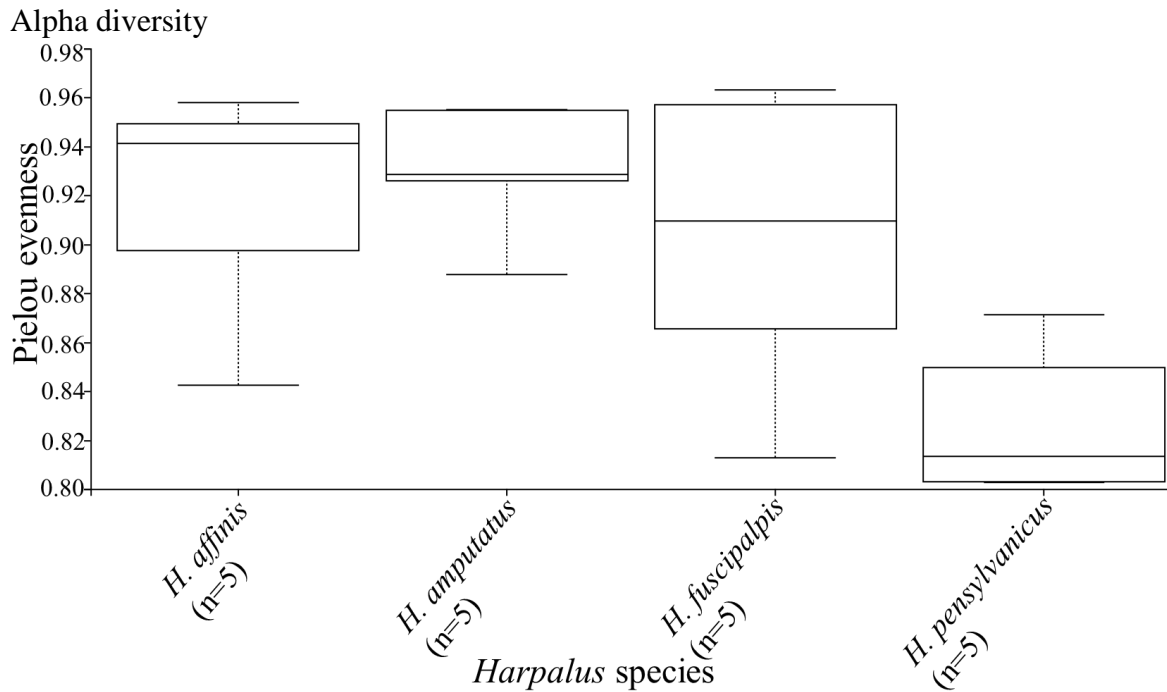 Alpha diversity
Pielou evenness
0.98
0.96
0.94
0.92
0.90
0.88
0.86
0.84
0.82
0.80
H. affinis
(n=5)
H. amputatus
(n=5)
H. fuscipalpis
(n=5)
H. pensylvanicus
(n=5)
Harpalus species